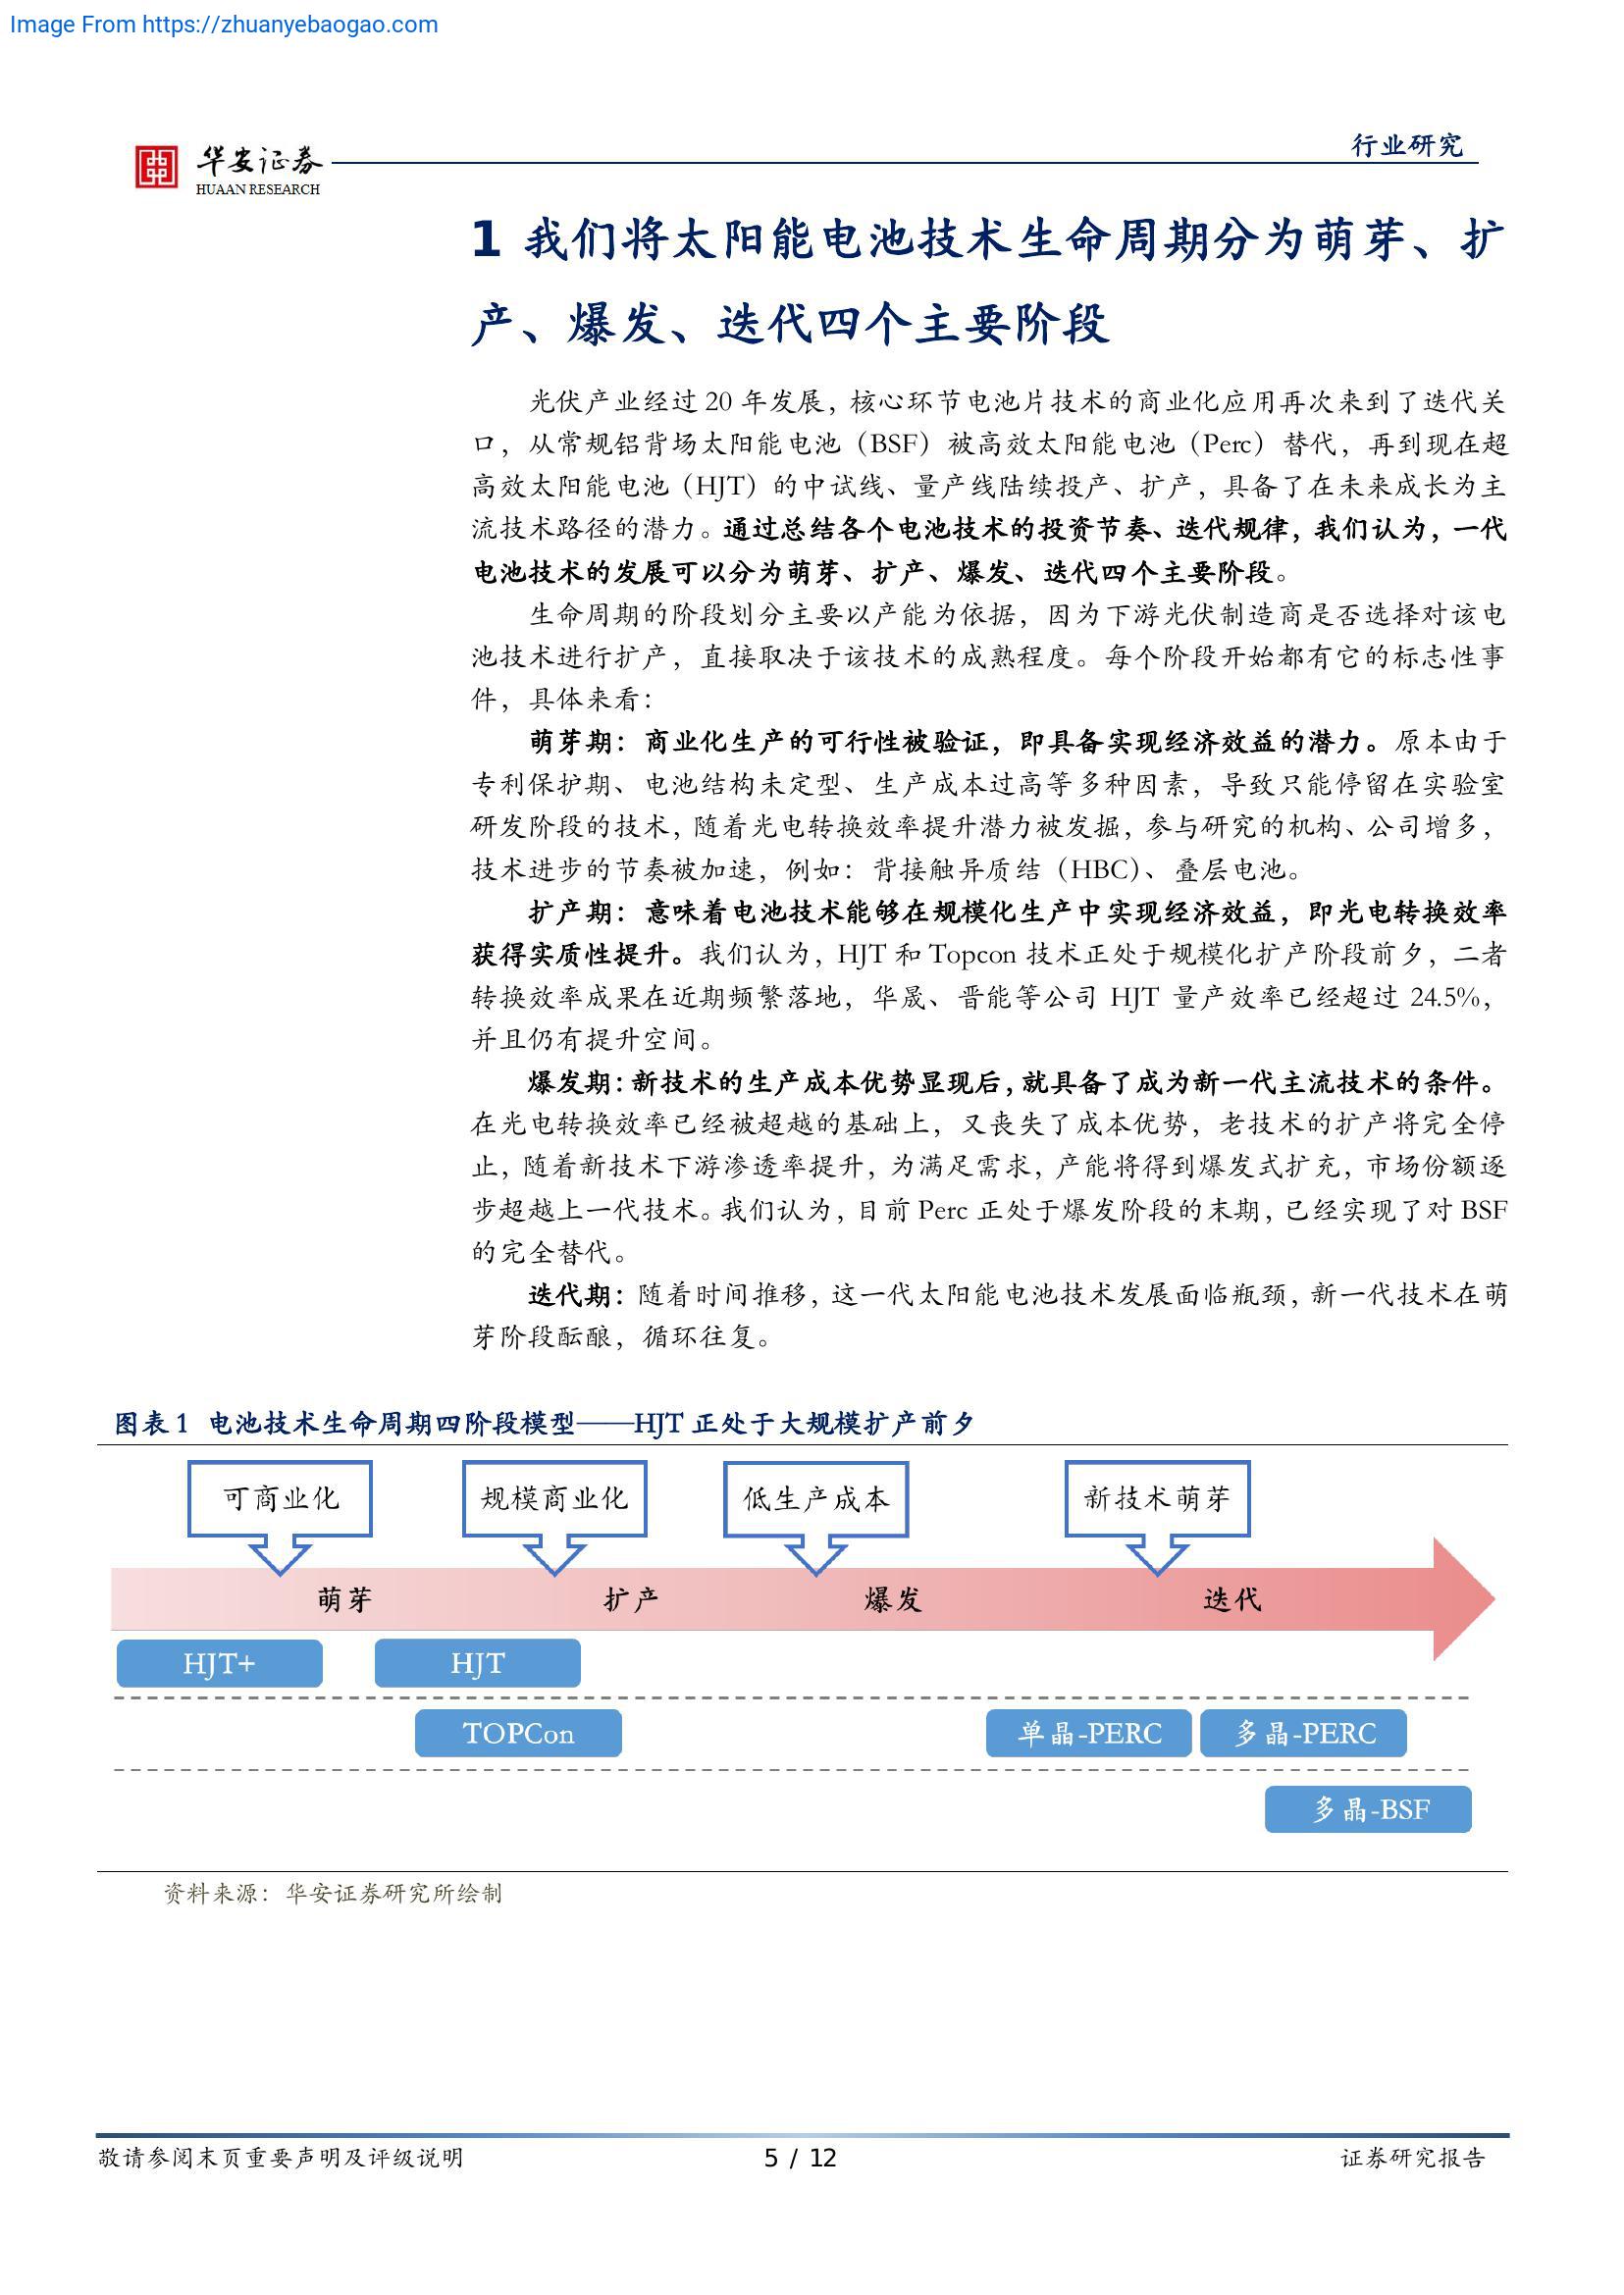 Image From https://zhuanyebaogao.com
华安证券
HUAAN RESEARCH
行业研究
1 我们将太阳能电池技术生命周期分为萌芽、扩
产、爆发、迭代四个主要阶段
光伏产业经过 20 年发展，核心环节电池片技术的商业化应用再次来到了迭代关
口，从常规铝背场太阳能电池（BSF）被高效太阳能电池（Perc）替代，再到现在超
高效太阳能电池（HJT）的中试线、量产线陆续投产、扩产，具备了在未来成长为主
流技术路径的潜力。通过总结各个电池技术的投资节奏、迭代规律，我们认为，一代
电池技术的发展可以分为萌芽、扩产、爆发、迭代四个主要阶段。
生命周期的阶段划分主要以产能为依据，因为下游光伏制造商是否选择对该电
池技术进行扩产，直接取决于该技术的成熟程度。每个阶段开始都有它的标志性事
件，具体来看：
萌芽期：商业化生产的可行性被验证，即具备实现经济效益的潜力。原本由于
专利保护期、电池结构未定型、生产成本过高等多种因素，导致只能停留在实验室
研发阶段的技术，随着光电转换效率提升潜力被发掘，参与研究的机构、公司增多，
技术进步的节奏被加速，例如：背接触异质结（HBC）、叠层电池。
扩产期：意味着电池技术能够在规模化生产中实现经济效益，即光电转换效率
获得实质性提升。我们认为，HJT 和 Topcon 技术正处于规模化扩产阶段前夕，二者
转换效率成果在近期频繁落地，华晟、晋能等公司 HJT 量产效率已经超过 24.5%，
并且仍有提升空间。
爆发期：新技术的生产成本优势显现后，就具备了成为新一代主流技术的条件。
在光电转换效率已经被超越的基础上，又丧失了成本优势，老技术的扩产将完全停
止，随着新技术下游渗透率提升，为满足需求，产能将得到爆发式扩充，市场份额逐
步超越上一代技术。我们认为，目前 Perc 正处于爆发阶段的末期，已经实现了对 BSF
的完全替代。
迭代期：随着时间推移，这一代太阳能电池技术发展面临瓶颈，新一代技术在萌
芽阶段酝酿，循环往复。
图表 1 电池技术生命周期四阶段模型——HJT 正处于大规模扩产前夕
可商业化 规模商业化 低生产成本 新技术萌芽
萌芽 扩产 爆发 迭代
HJT+ HJT
TOPCon 单晶-PERC 多晶-PERC
多晶-BSF
资料来源：华安证券研究所绘制
敬请参阅末页重要声明及评级说明 5 / 12 证券研究报告